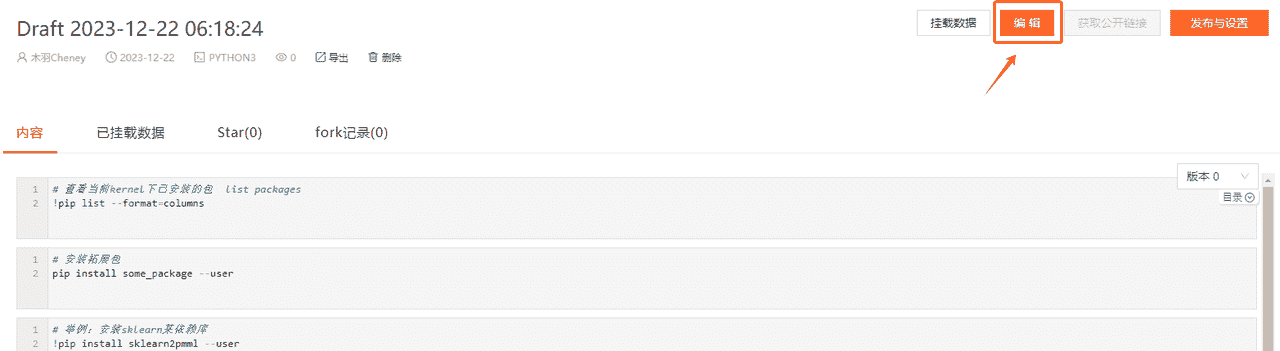 Draft 2023-12-22 06:18:24
挂载数据 编 辑 获取公开链接 发布与设置
木羽Cheney 2023-12-22 PYTHON3 0 导出 删除
内容 已挂载数据 Star(0) fork记录(0)
版本 0
目录
1 # 查看当前kernel下已安装的包 list packages
2 !pip list --format=columns
1 # 安装拓展包
2 pip install some_package --user
1 # 举例：安装sklearn某依赖库
2 !pip install sklearn2pmml --user